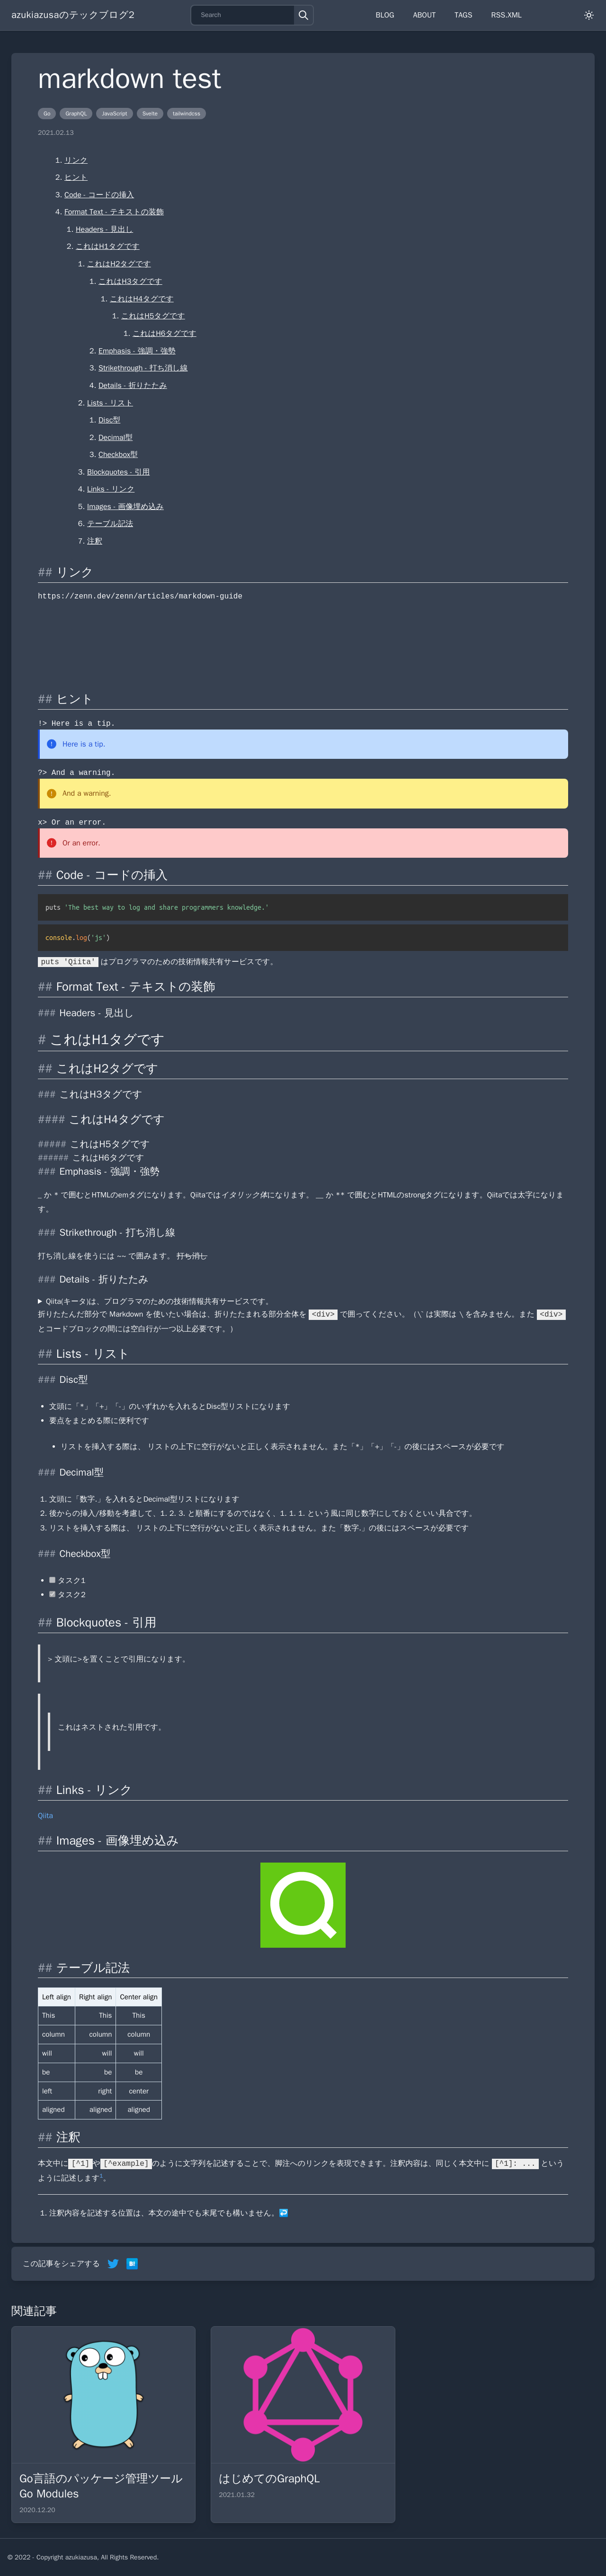 azukiazusaのテックブログ2
Search
BLOG
ABOUT
TAGS
RSS.XML
markdown test
Go
GraphQL
JavaScript
Svelte
tailwindcss
2021.02.13
1. リンク
2. ヒント
3. Code - コードの挿入
4. Format Text - テキストの装飾
1. Headers - 見出し
2. これはH1タグです
1. これはH2タグです
1. これはH3タグです
1. これはH4タグです
1. これはH5タグです
1. これはH6タグです
2. Emphasis - 強調・強勢
3. Strikethrough - 打ち消し線
4. Details - 折りたたみ
2. Lists - リスト
1. Disc型
2. Decimal型
3. Checkbox型
3. Blockquotes - 引用
4. Links - リンク
5. Images - 画像埋め込み
6. テーブル記法
7. 注釈
## リンク
https://zenn.dev/zenn/articles/markdown-guide
## ヒント
!> Here is a tip.
Here is a tip.
?> And a warning.
And a warning.
x> Or an error.
Or an error.
## Code - コードの挿入
puts 'The best way to log and share programmers knowledge.'
console.log('js')
puts 'Qiita' はプログラマのための技術情報共有サービスです。
## Format Text - テキストの装飾
### Headers - 見出し
# これはH1タグです
## これはH2タグです
### これはH3タグです
#### これはH4タグです
##### これはH5タグです
###### これはH6タグです
### Emphasis - 強調・強勢
_ か * で囲むとHTMLのemタグになります。Qiitaではイタリック体になります。 __ か ** で囲むとHTMLのstrongタグになります。Qiitaでは太字になりま
す。
### Strikethrough - 打ち消し線
打ち消し線を使うには ~~ で囲みます。 打ち消し
### Details - 折りたたみ
▶ Qiita(キータ)は、プログラマのための技術情報共有サービスです。
折りたたんだ部分で Markdown を使いたい場合は、折りたたまれる部分全体を <div> で囲ってください。（\` は実際は \ を含みません。また <div>
とコードブロックの間には空白行が一つ以上必要です。）
## Lists - リスト
### Disc型
• 文頭に「*」「+」「-」のいずれかを入れるとDisc型リストになります
• 要点をまとめる際に便利です
• リストを挿入する際は、 リストの上下に空行がないと正しく表示されません。また「*」「+」「-」の後にはスペースが必要です
### Decimal型
1. 文頭に「数字.」を入れるとDecimal型リストになります
2. 後からの挿入/移動を考慮して、1. 2. 3. と順番にするのではなく、1. 1. 1. という風に同じ数字にしておくといい具合です。
3. リストを挿入する際は、 リストの上下に空行がないと正しく表示されません。また「数字.」の後にはスペースが必要です
### Checkbox型
• タスク1
• タスク2
## Blockquotes - 引用
> 文頭に>を置くことで引用になります。
これはネストされた引用です。
## Links - リンク
Qiita
## Images - 画像埋め込み
## テーブル記法
Left align Right align Center align
This This This
column column column
will will will
be be be
left right center
aligned aligned aligned
## 注釈
本文中に[^1]や[^example]のように文字列を記述することで、脚注へのリンクを表現できます。注釈内容は、同じく本文中に [^1]: ... という
ように記述します1。
1. 注釈内容を記述する位置は、本文の途中でも末尾でも構いません。↩
この記事をシェアする
B!
関連記事
Go言語のパッケージ管理ツール
Go Modules
2020.12.20
はじめてのGraphQL
2021.01.32
© 2022 - Copyright azukiazusa. All Rights Reserved.